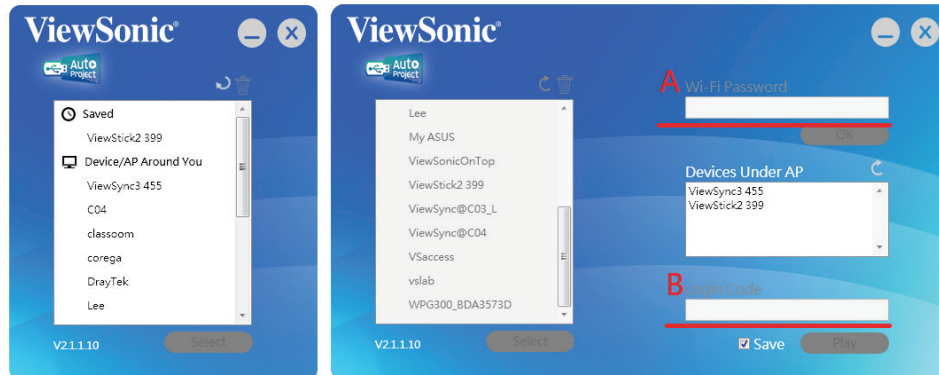 ViewSonic®
Auto
Project
Saved
ViewStick2 399
Device/AP Around You
ViewSync3 455
C04
classoom
corega
DrayTek
Lee
V2.1.1.10
Select
ViewSonic®
Auto
Project
Lee
My ASUS
ViewSonicOnTop
ViewStick2 399
ViewSync@C03_L
ViewSync@C04
VSaccess
vslab
WPG300_8DA3573D
V2.1.1.10
Select
A Wi-Fi Password
OK
Devices Under AP
ViewSync3 455
ViewStick2 399
B Login Code
Save
Play